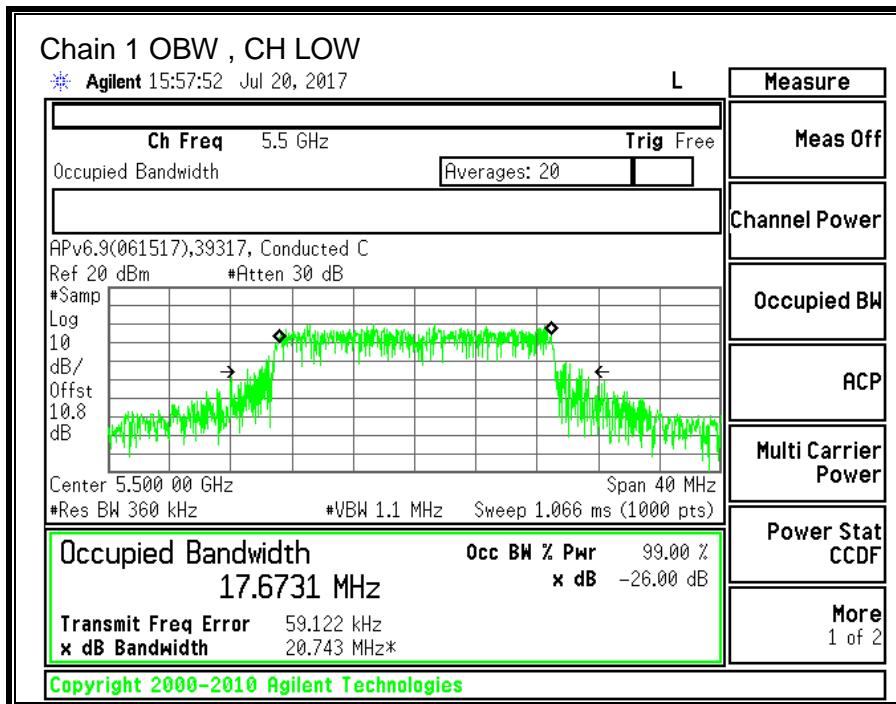 Chain 1 OBW , CH LOW
Agilent 15:57:52 Jul 20, 2017 L
Measure
Ch Freq 5.5 GHz Trig Free
Meas Off
Occupied Bandwidth Averages: 20
Channel Power
APv6.9(061517),39317, Conducted C
Ref 20 dBm #Atten 30 dB
#Samp
Log
10
dB/
Offst
10.8
dB
Occupied BW
ACP
Multi Carrier
Power
Center 5.500 00 GHz Span 40 MHz
#Res BW 360 kHz #VBW 1.1 MHz Sweep 1.066 ms (1000 pts)
Occupied Bandwidth Occ BW % Pwr 99.00 %
17.6731 MHz x dB -26.00 dB
Power Stat
CCDF
Transmit Freq Error 59.122 kHz
x dB Bandwidth 20.743 MHz*
More
1 of 2
Copyright 2000-2010 Agilent Technologies